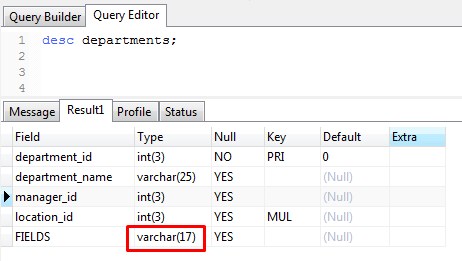 Query Builder Query Editor
1 desc departments;
2
3
4
Message Result1 Profile Status
Field Type Null Key Default Extra
department_id int(3) NO PRI 0
department_name varchar(25) YES (Null)
manager_id int(3) YES (Null)
location_id int(3) YES MUL (Null)
FIELDS varchar(17) YES (Null)